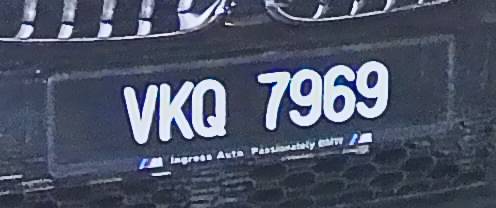 VKQ 7969
Ingress Auto Passionately BMW